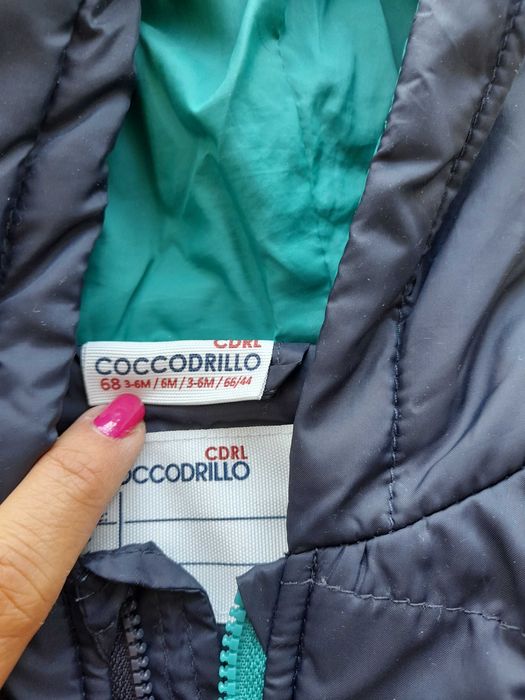 CDRL
COCCODRILLO
68 3-6M / 6M / 3-6M / 66/44
CDRL
OCCODRILLO